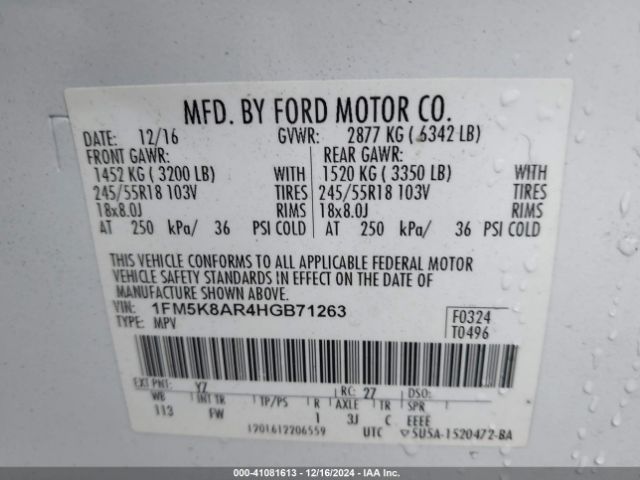 MFD. BY FORD MOTOR CO.
DATE: 12/16 GVWR: 2877 KG ( 6342 LB)
FRONT GAWR: REAR GAWR:
1452 KG ( 3200 LB) WITH 1520 KG ( 3350 LB) WITH
245/55R18 103V TIRES 245/55R18 103V TIRES
18x8.0J RIMS 18x8.0J RIMS
AT 250 kPa/ 36 PSI COLD AT 250 kPa/ 36 PSI COLD
THIS VEHICLE CONFORMS TO ALL APPLICABLE FEDERAL MOTOR
VEHICLE SAFETY STANDARDS IN EFFECT ON THE DATE OF
MANUFACTURE SHOWN ABOVE.
VIN: 1FM5K8AR4HGB71263 F0324
TYPE: MPV T0496
EXT PNT: YZ RC: 27 DSO:
WB INT TR TP/PS R AXLE TR SPR
113 FW 1 3J C EEEE
1201612206559 UTC 5U5A-1520472-BA
000-41081613 - 12/16/2024 - IAA Inc.